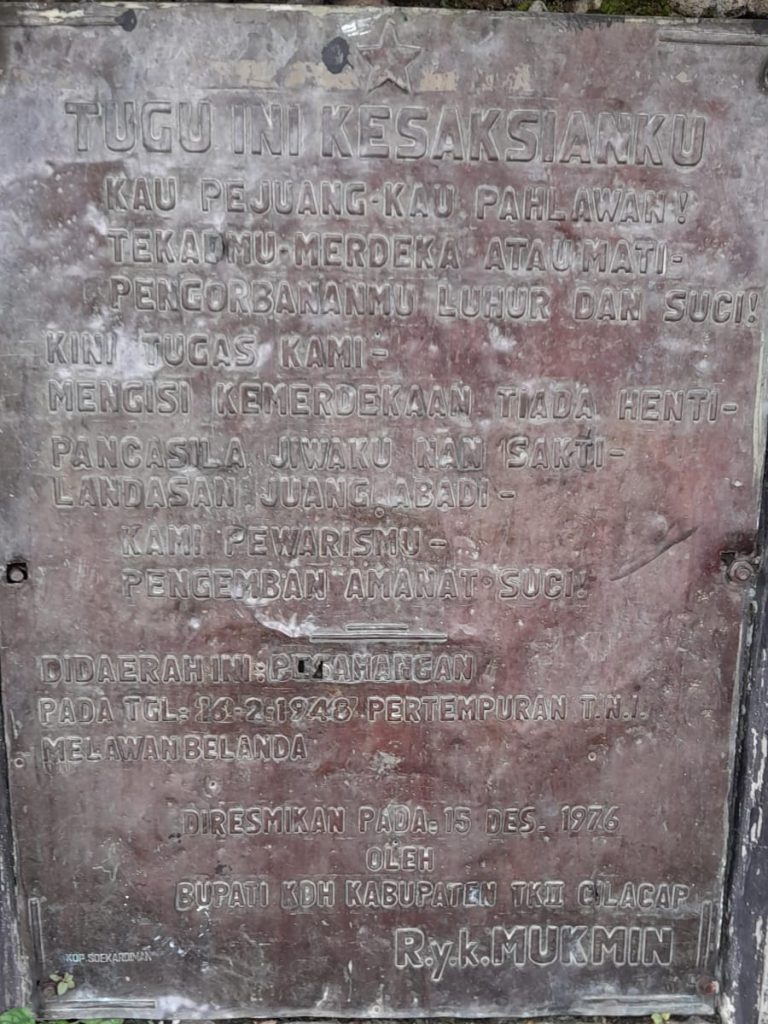 TUGU INI KESAKSIANKU
KAU PEJUANG-KAU PAHLAWAN!
TEKADMU-MERDEKA ATAU MATI-
PENGORBANANMU LUHUR DAN SUCI!
KINI TUGAS KAMI-
MENGISI KEMERDEKAAN TIADA HENTI-
PANCASILA JIWAKU NAN SAKTI-
LANDASAN JUANG ABADI-
KAMI PEWARISMU-
PENGEMBAN AMANAT SUCI!
DIDAERAH INI:
PADA TGL: 16-2-1948 PERTEMPURAN T.N.I.
MELAWAN BELANDA
DIRESMIKAN PADA: 15 DES. 1976
OLEH
BUPATI KDH KABUPATEN TK II CILACAP
R.y.k. MUKMIN
KOP. SOEKARDIMAN